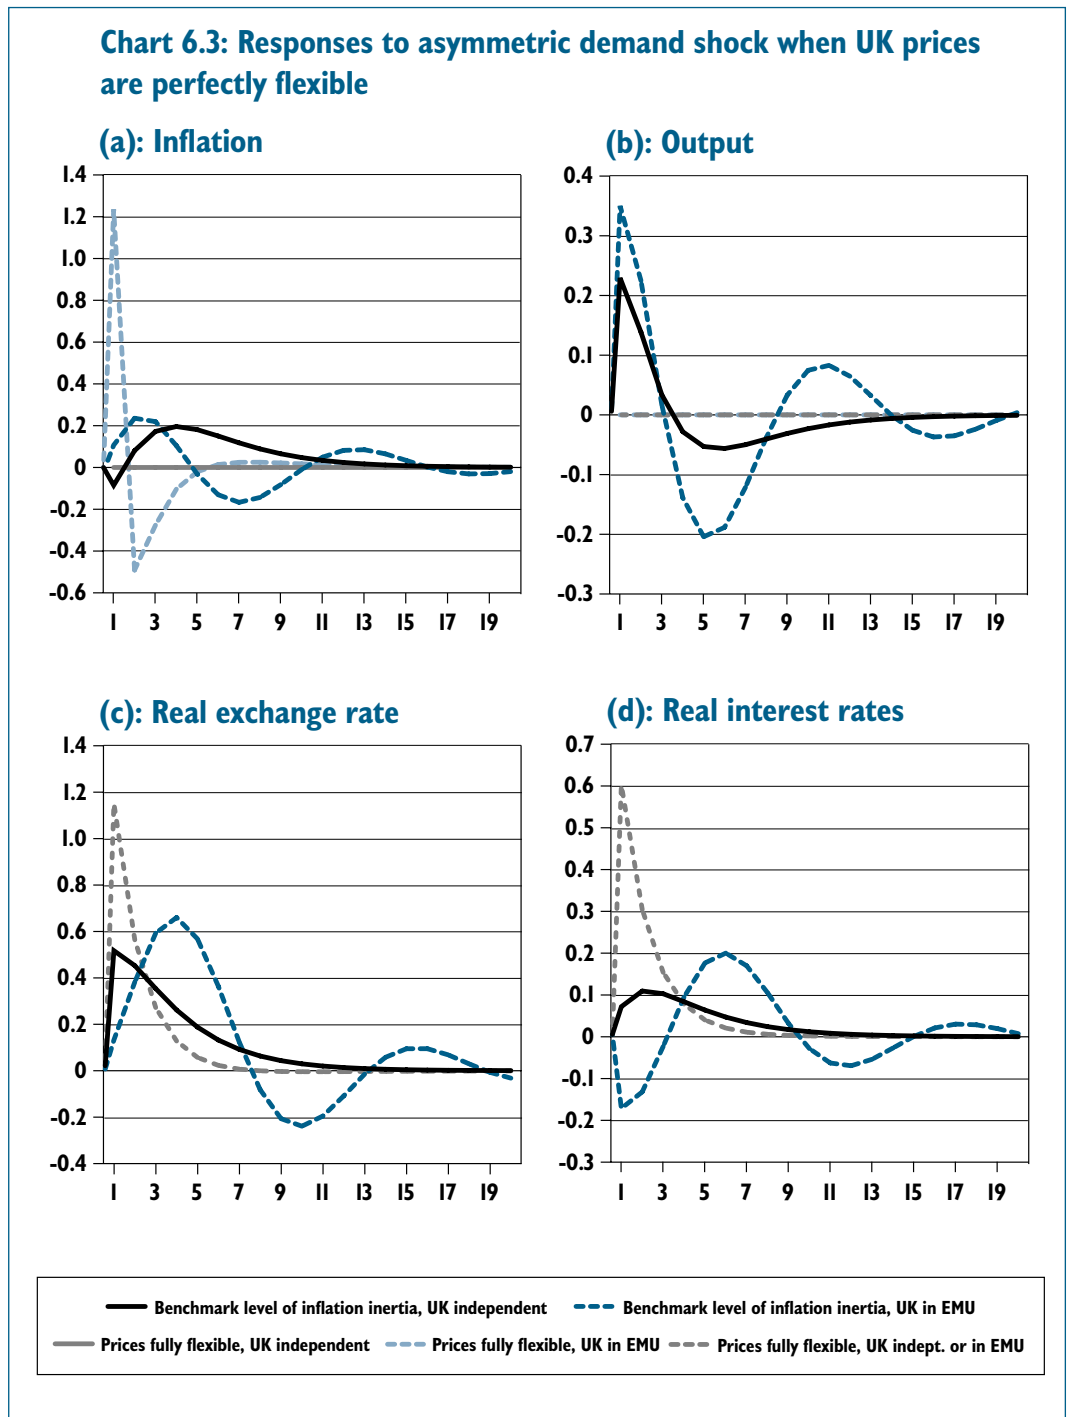 Chart 6.3: Responses to asymmetric demand shock when UK prices
are perfectly flexible
(a): Inflation
1.4
1.2
1.0
0.8
0.6
0.4
0.2
0
-0.2
-0.4
-0.6
1 3 5 7 9 11 13 15 17 19
(b): Output
0.4
0.3
0.2
0.1
0
-0.1
-0.2
-0.3
1 3 5 7 9 11 13 15 17 19
(c): Real exchange rate
1.4
1.2
1.0
0.8
0.6
0.4
0.2
0
-0.2
-0.4
1 3 5 7 9 11 13 15 17 19
(d): Real interest rates
0.7
0.6
0.5
0.4
0.3
0.2
0.1
0
-0.1
-0.2
-0.3
1 3 5 7 9 11 13 15 17 19
Benchmark level of inflation inertia, UK independent
Benchmark level of inflation inertia, UK in EMU
Prices fully flexible, UK independent
Prices fully flexible, UK in EMU
Prices fully flexible, UK indept. or in EMU